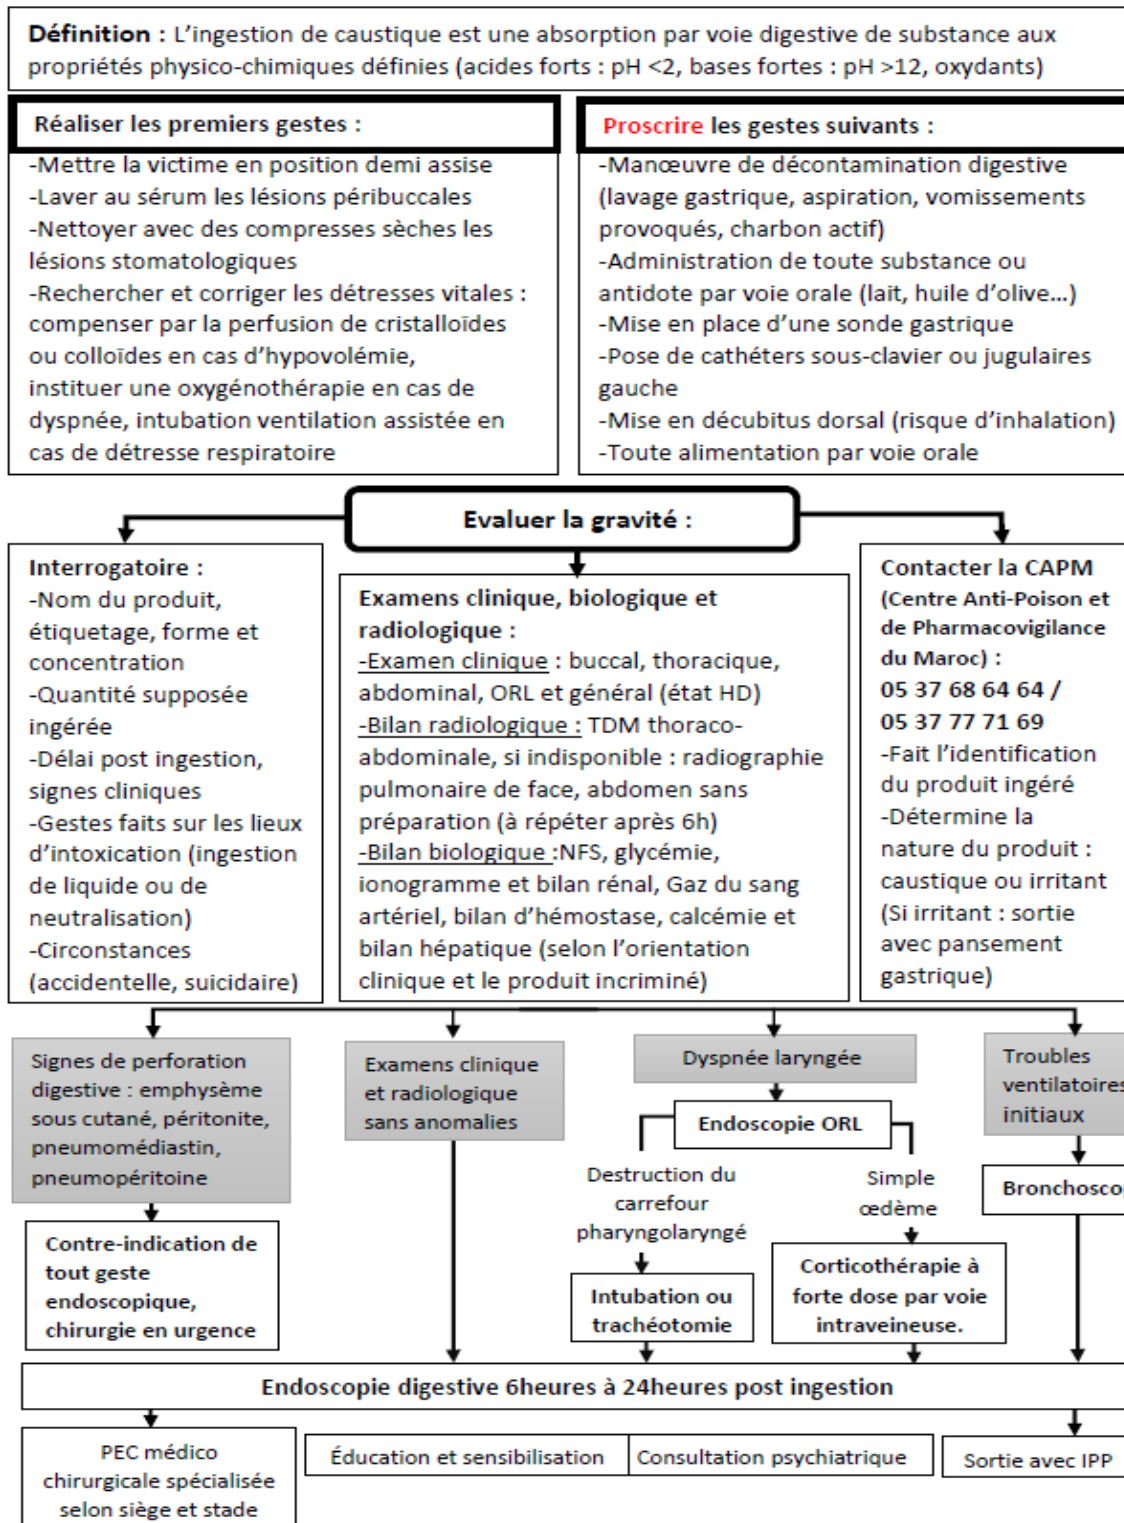 Définition : L'ingestion de caustique est une absorption par voie digestive de substance aux
propriétés physico-chimiques définies (acides forts : pH <2, bases fortes : pH >12, oxydants)
Réaliser les premiers gestes :
-Mettre la victime en position demi assise
-Laver au sérum les lésions péribuccales
-Nettoyer avec des compresses sèches les
lésions stomatologiques
-Rechercher et corriger les détresses vitales :
compenser par la perfusion de cristalloïdes
ou colloïdes en cas d'hypovolémie,
instituer une oxygénothérapie en cas de
dyspnée, intubation ventilation assistée en
cas de détresse respiratoire
Proscrire les gestes suivants :
-Manœuvre de décontamination digestive
(lavage gastrique, aspiration, vomissements
provoqués, charbon actif)
-Administration de toute substance ou
antidote par voie orale (lait, huile d'olive...)
-Mise en place d'une sonde gastrique
-Pose de cathéters sous-clavier ou jugulaires
gauche
-Mise en décubitus dorsal (risque d'inhalation)
-Toute alimentation par voie orale
Evaluer la gravité :
Interrogatoire :
-Nom du produit,
étiquetage, forme et
concentration
-Quantité supposée
ingérée
-Délai post ingestion,
signes cliniques
-Gestes faits sur les lieux
d'intoxication (ingestion
de liquide ou de
neutralisation)
-Circonstances
(accidentelle, suicidaire)
Examens clinique, biologique et
radiologique :
-Examen clinique : buccal, thoracique,
abdominal, ORL et général (état HD)
-Bilan radiologique : TDM thoraco-
abdominale, si indisponible : radiographie
pulmonaire de face, abdomen sans
préparation (à répéter après 6h)
-Bilan biologique :NFS, glycémie,
ionogramme et bilan rénal, Gaz du sang
artériel, bilan d'hémostase, calcémie et
bilan hépatique (selon l'orientation
clinique et le produit incriminé)
Contacter la CAPM
(Centre Anti-Poison et
de Pharmacovigilance
du Maroc) :
05 37 68 64 64 /
05 37 77 71 69
-Fait l'identification
du produit ingéré
-Détermine la
nature du produit :
caustique ou irritant
(Si irritant : sortie
avec pansement
gastrique)
Signes de perforation
digestive : emphysème
sous cutané, péritonite,
pneumomédiastin,
pneumopéritoine
Contre-indication de
tout geste
endoscopique,
chirurgie en urgence
Examens clinique
et radiologique
sans anomalies
Dyspnée laryngée
Endoscopie ORL
Destruction du
carrefour
pharyngolaryngé
Intubation ou
trachéotomie
Simple
œdème
Corticothérapie à
forte dose par voie
intraveineuse.
Troubles
ventilatoires
initiaux
Bronchoscop
Endoscopie digestive 6heures à 24heures post ingestion
PEC médico
chirurgicale spécialisée
selon siège et stade
Éducation et sensibilisation
Consultation psychiatrique
Sortie avec IPP